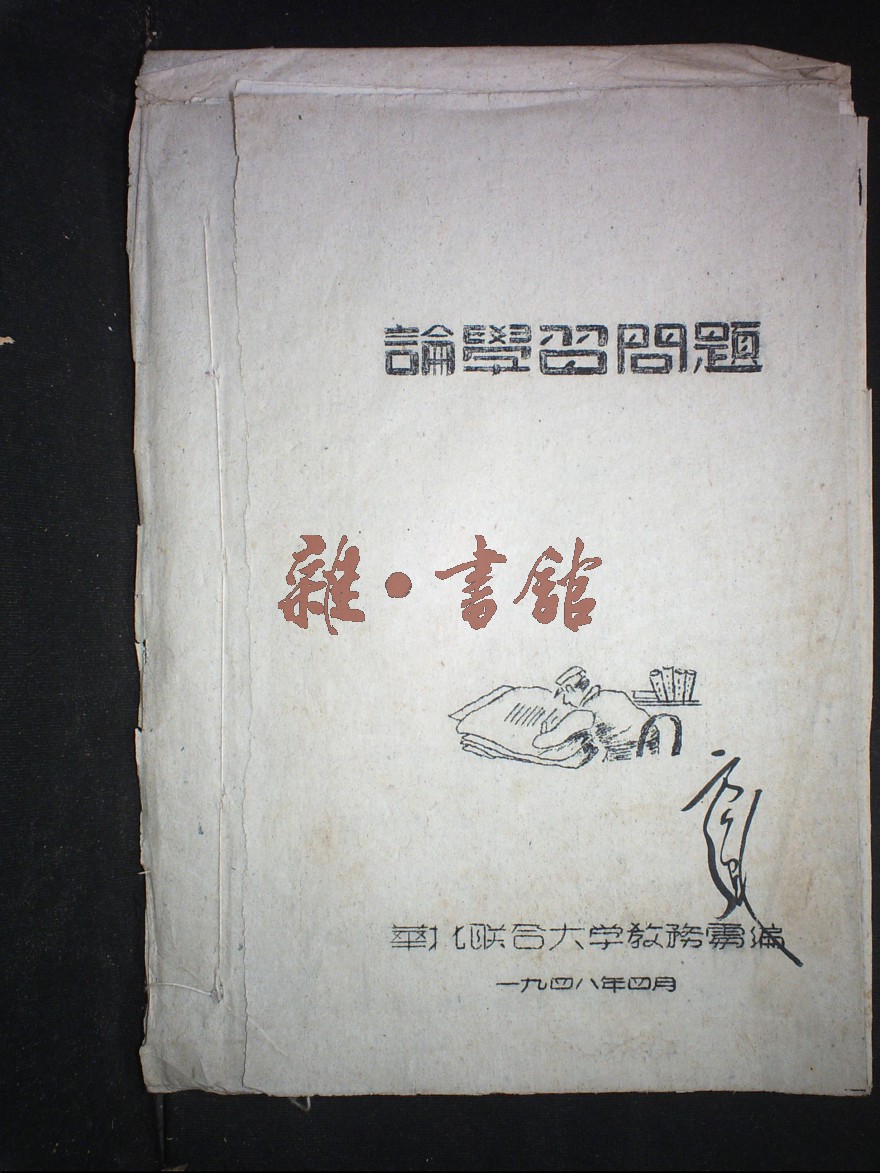 論學習問題
雜·書館
華北联合大学教務處編
一九四八年四月